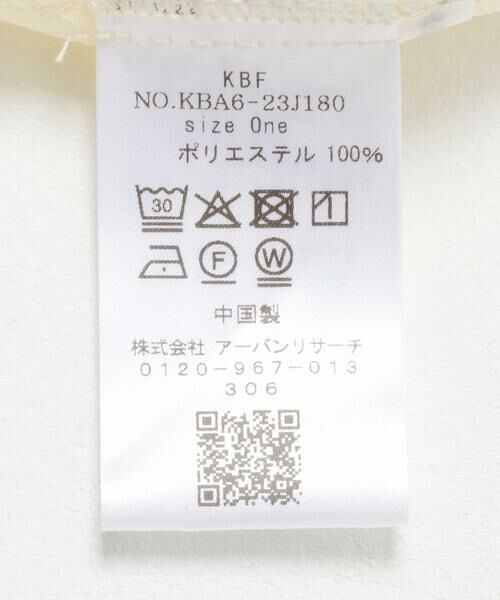 KBF
NO.KBA6-23J180
size One
ポリエステル 100%
30
F W
中国製
株式会社 アーバンリサーチ
0120-967-013
306